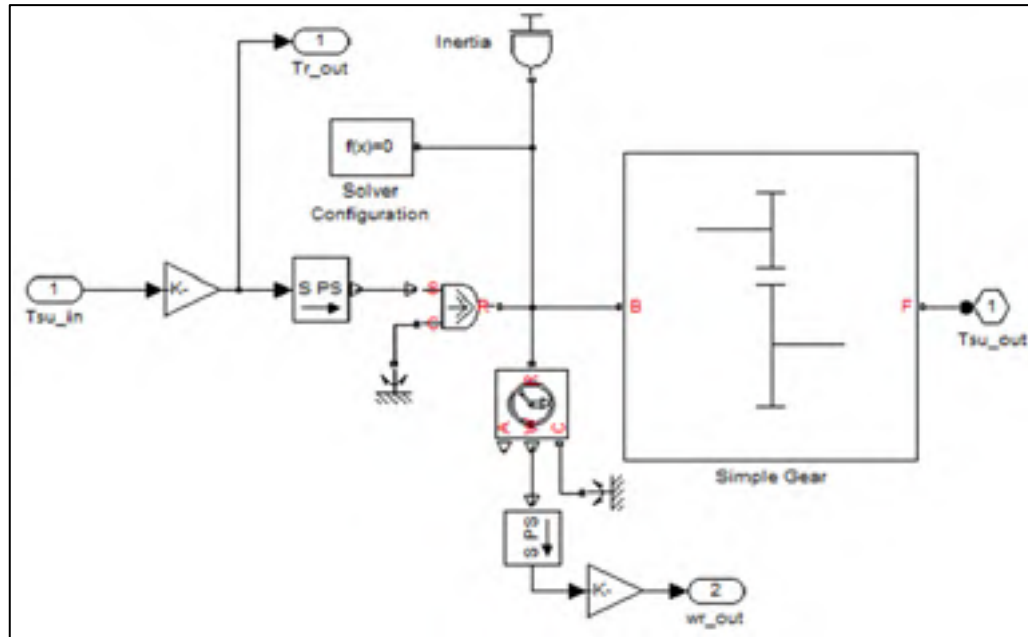 1
Tr_out
Inertia
f(x)=0
Solver
Configuration
1
Tsu_in
K-
S PS
S
C
R
B
F
1
Tsu_out
R
A
W
C
Simple Gear
S PS
K-
2
wr_out